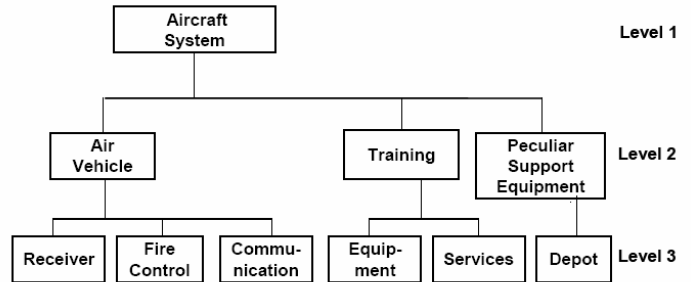 Aircraft
System
Level 1
Air
Vehicle
Training
Peculiar
Support
Equipment
Level 2
Receiver
Fire
Control
Commu-
nication
Equip-
ment
Services
Depot
Level 3